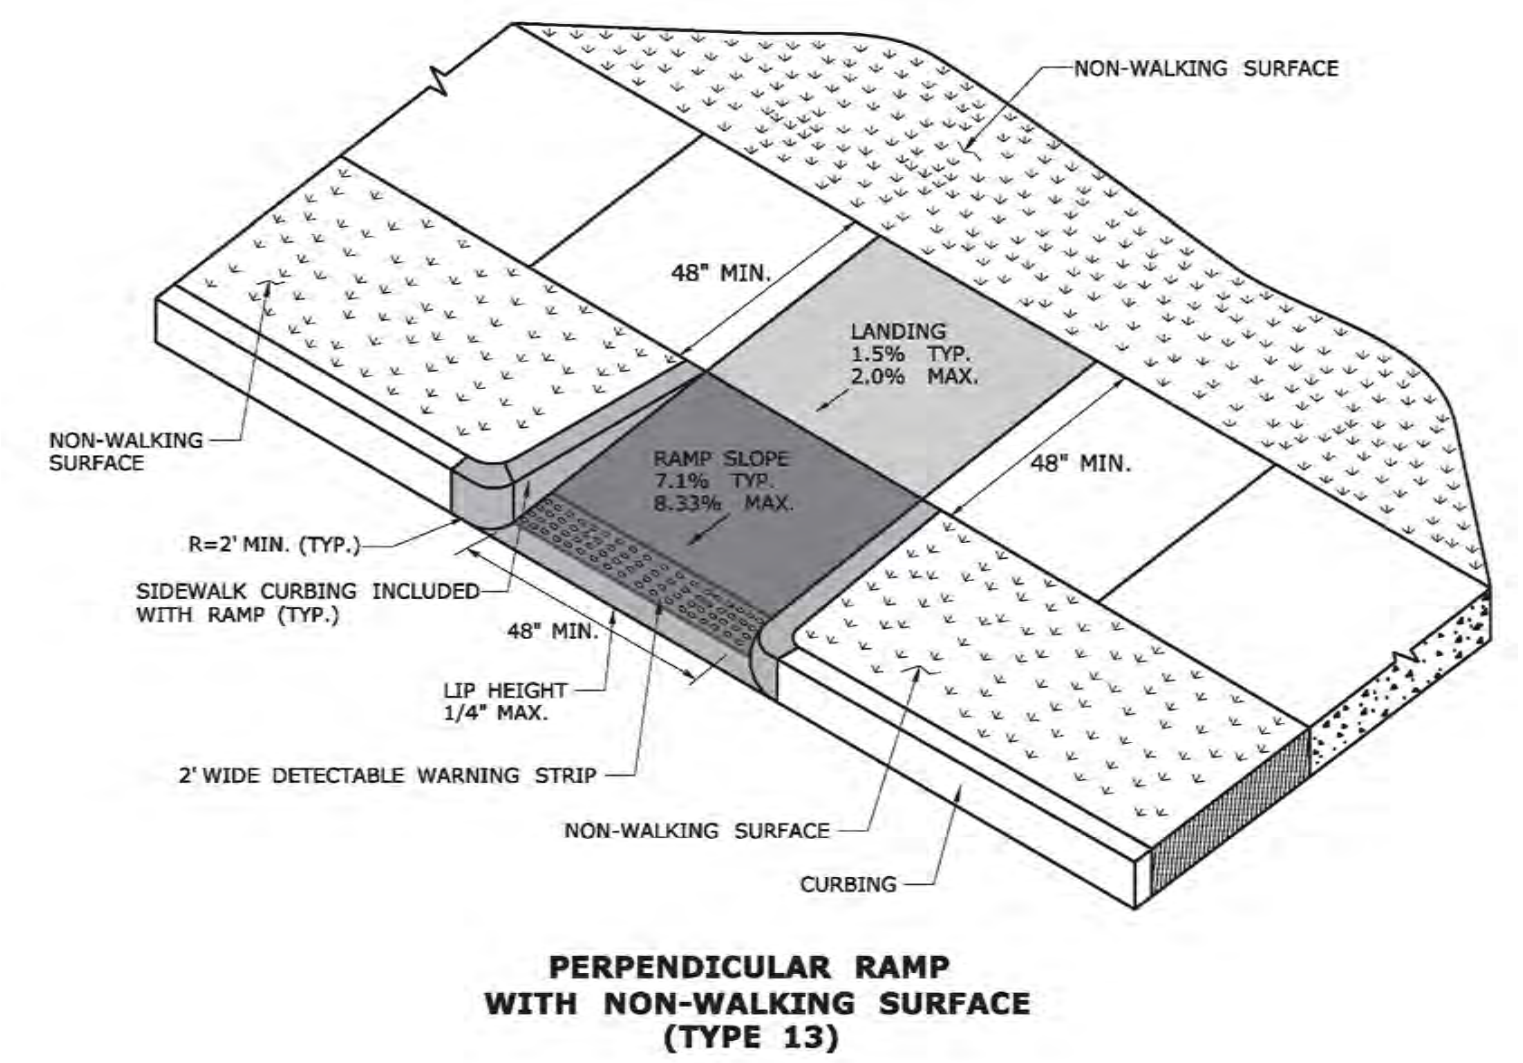 NON-WALKING SURFACE
48" MIN.
LANDING
1.5% TYP.
2.0% MAX.
NON-WALKING
SURFACE
RAMP SLOPE
7.1% TYP.
8.33% MAX.
48" MIN.
R=2' MIN. (TYP.)
SIDEWALK CURBING INCLUDED
WITH RAMP (TYP.)
48" MIN.
LIP HEIGHT
1/4" MAX.
2' WIDE DETECTABLE WARNING STRIP
NON-WALKING SURFACE
CURBING
PERPENDICULAR RAMP
WITH NON-WALKING SURFACE
(TYPE 13)